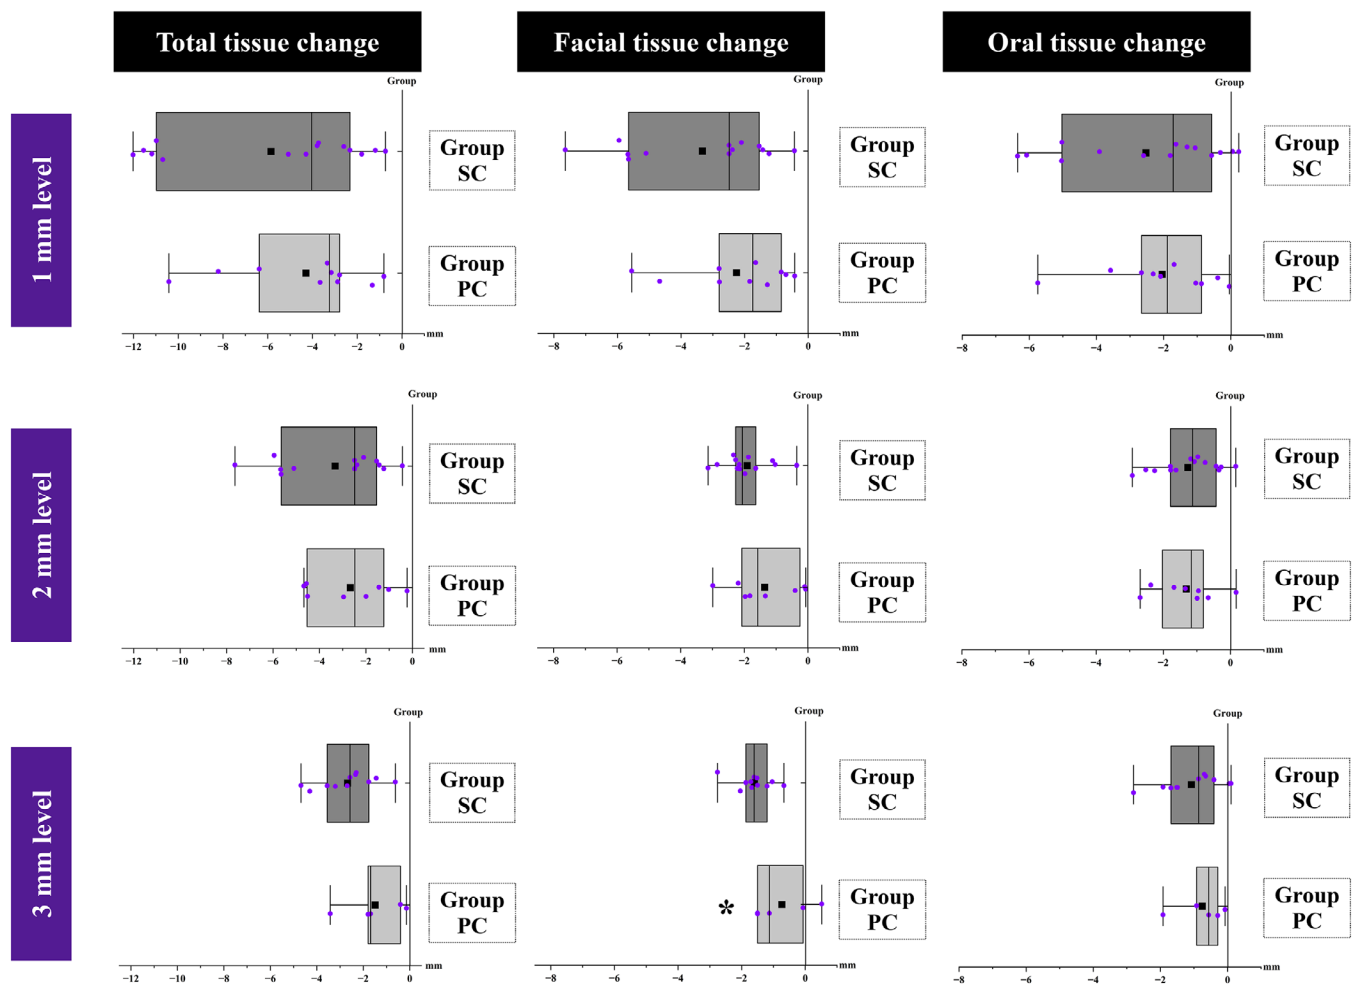 Total tissue change
Facial tissue change
Oral tissue change
1 mm level
Group
Group
SC
Group
PC
mm
−12 −10 −8 −6 −4 −2 0
Group
Group
SC
Group
PC
mm
−8 −6 −4 −2 0
Group
Group
SC
Group
PC
mm
−8 −6 −4 −2 0
2 mm level
Group
Group
SC
Group
PC
mm
−12 −10 −8 −6 −4 −2 0
Group
Group
SC
Group
PC
mm
−8 −6 −4 −2 0
Group
Group
SC
Group
PC
mm
−8 −6 −4 −2 0
3 mm level
Group
Group
SC
Group
PC
mm
−12 −10 −8 −6 −4 −2 0
Group
Group
SC
*
Group
PC
mm
−8 −6 −4 −2 0
Group
Group
SC
Group
PC
mm
−8 −6 −4 −2 0